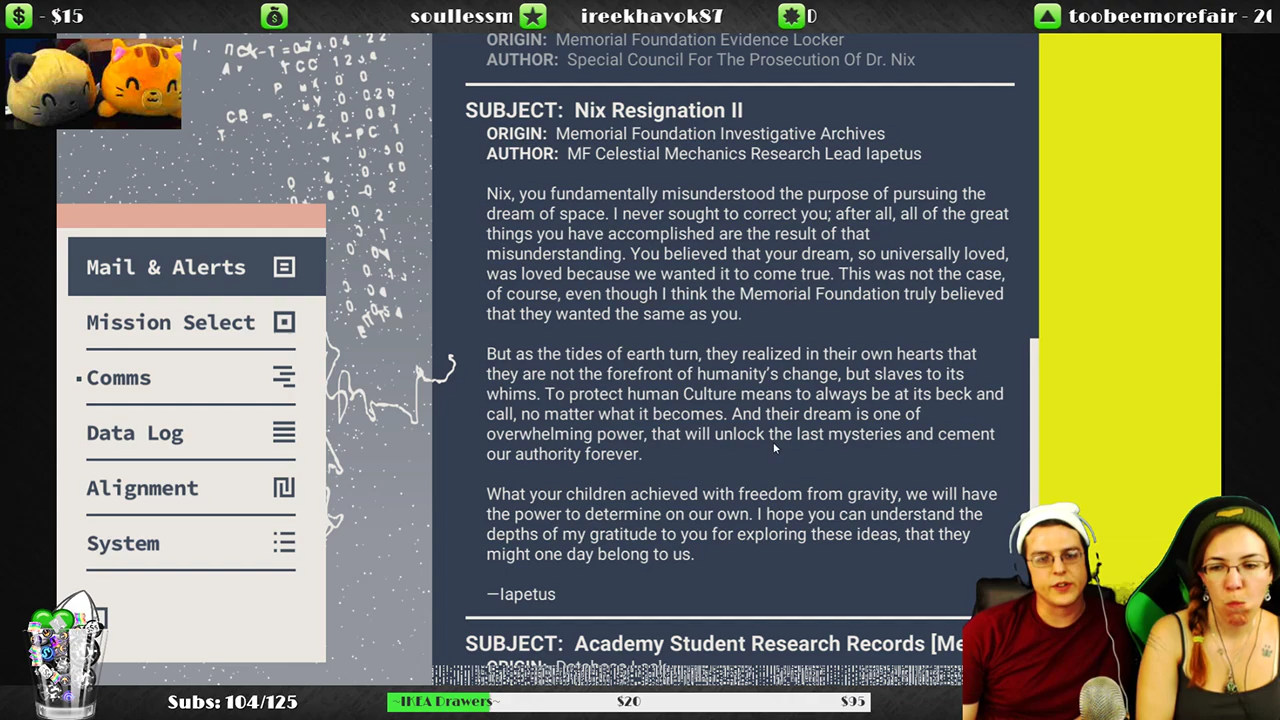 - $15
soullessm
ireekhavok87
D
toobeemorefair - 20
ORIGIN: Memorial Foundation Evidence Locker
AUTHOR: Special Council For The Prosecution Of Dr. Nix
SUBJECT: Nix Resignation II
ORIGIN: Memorial Foundation Investigative Archives
AUTHOR: MF Celestial Mechanics Research Lead Iapetus
Nix, you fundamentally misunderstood the purpose of pursuing the
dream of space. I never sought to correct you; after all, all of the great
things you have accomplished are the result of that
misunderstanding. You believed that your dream, so universally loved,
was loved because we wanted it to come true. This was not the case,
of course, even though I think the Memorial Foundation truly believed
that they wanted the same as you.
But as the tides of earth turn, they realized in their own hearts that
they are not the forefront of humanity's change, but slaves to its
whims. To protect human Culture means to always be at its beck and
call, no matter what it becomes. And their dream is one of
overwhelming power, that will unlock the last mysteries and cement
our authority forever.
What your children achieved with freedom from gravity, we will have
the power to determine on our own. I hope you can understand the
depths of my gratitude to you for exploring these ideas, that they
might one day belong to us.
—Iapetus
SUBJECT: Academy Student Research Records [Me
Mail & Alerts
Mission Select
Comms
Data Log
Alignment
System
Subs: 104/125
~IKEA Drawers~
$20
$95